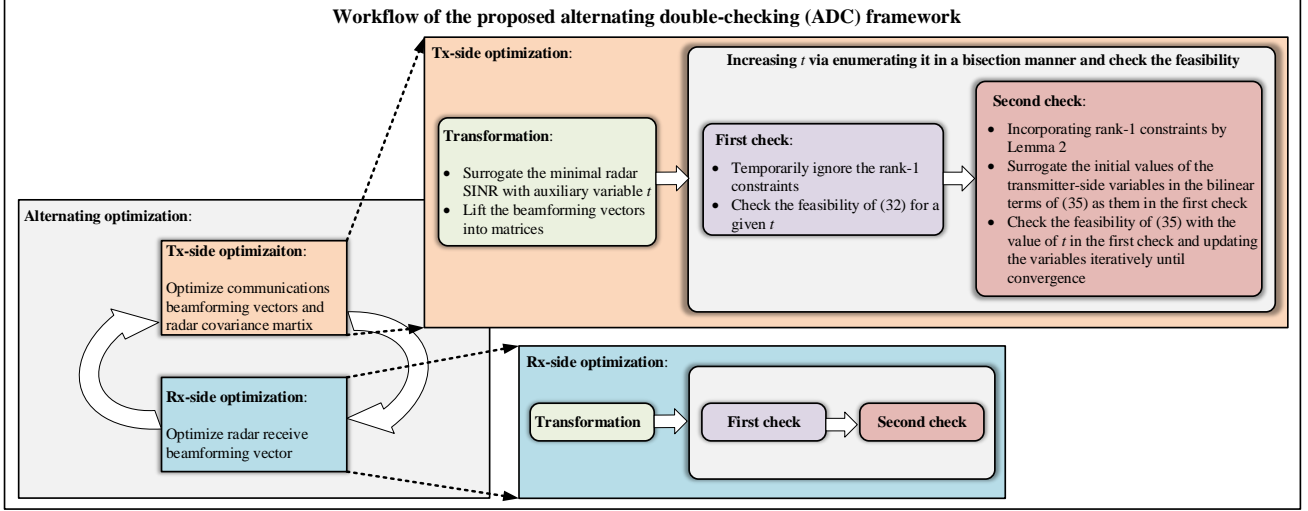 Workflow of the proposed alternating double-checking (ADC) framework
Alternating optimization:
Tx-side optimizaiton:
Optimize communications
beamforming vectors and
radar covariance martix
Rx-side optimization:
Optimize radar receive
beamforming vector
Tx-side optimization:
Transformation:
• Surrogate the minimal radar
SINR with auxiliary variable t
• Lift the beamforming vectors
into matrices
Increasing t via enumerating it in a bisection manner and check the feasibility
First check:
• Temporarily ignore the rank-1
constraints
• Check the feasibility of (32) for a
given t
Second check:
• Incorporating rank-1 constraints by
Lemma 2
• Surrogate the initial values of the
transmitter-side variables in the bilinear
terms of (35) as them in the first check
• Check the feasibility of (35) with the
value of t in the first check and updating
the variables iteratively until
convergence
Rx-side optimization:
Transformation
First check
Second check